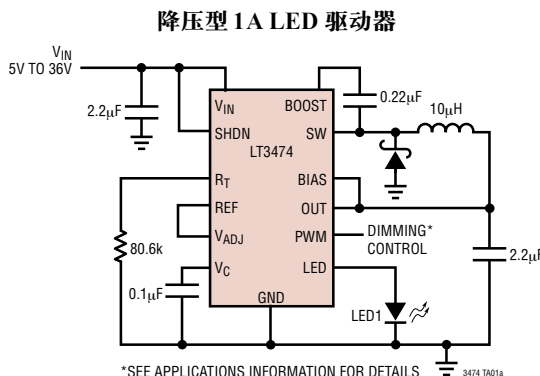 降压型 1A LED 驱动器
VIN
5V TO 36V
2.2µF
VIN
BOOST
0.22µF
10µH
SHDN
SW
LT3474
RT
BIAS
REF
OUT
VADJ
PWM
DIMMING*
CONTROL
80.6k
2.2µF
VC
LED
0.1µF
GND
LED1
*SEE APPLICATIONS INFORMATION FOR DETAILS
3474 TA01a